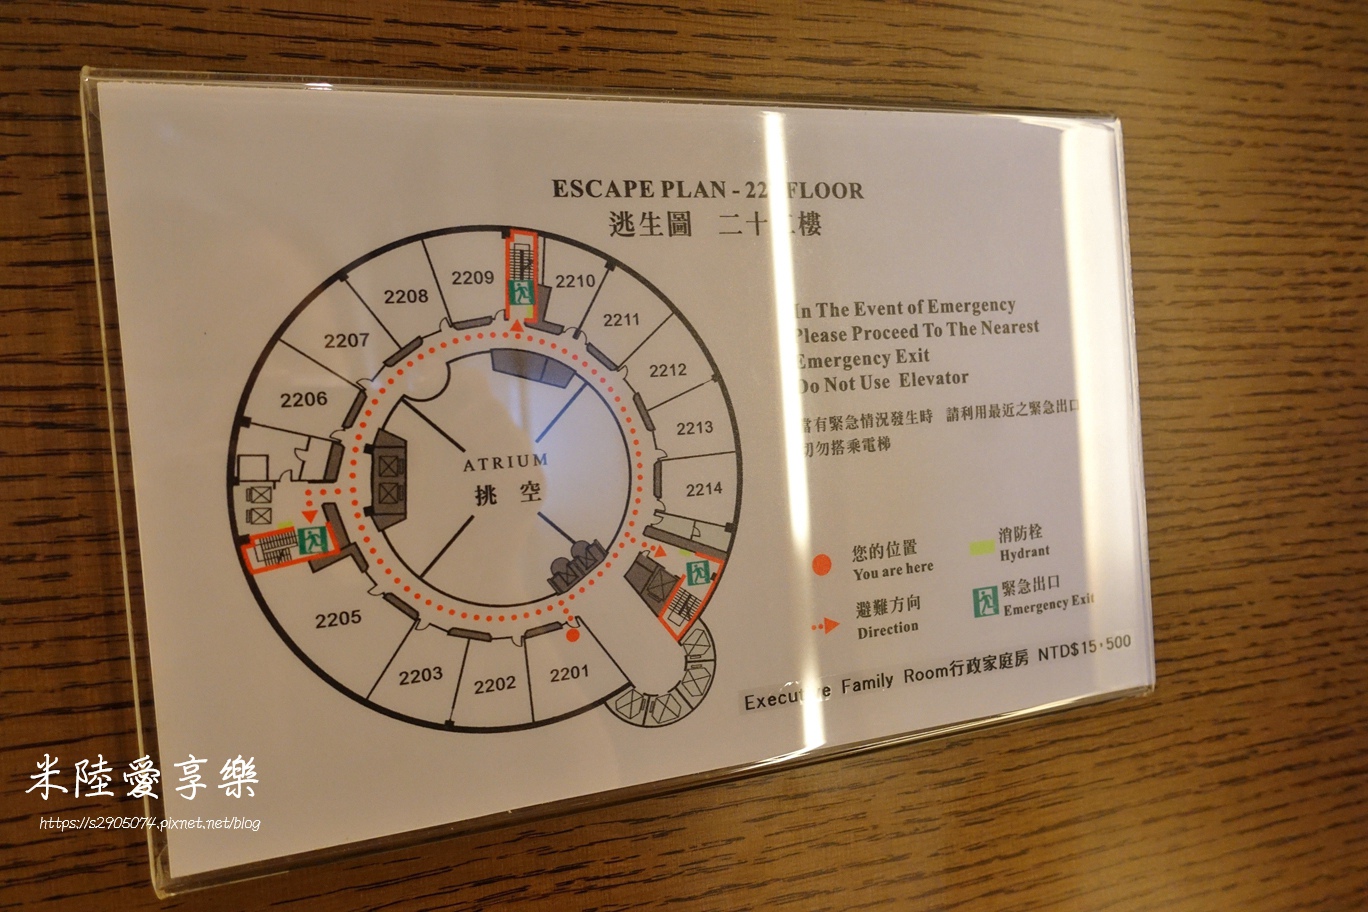 ESCAPE PLAN - 22 FLOOR
逃生圖 二十二樓
2209
2210
2208
2211
2207
2212
2206
2213
2214
ATRIUM
挑 空
2205
2203
2202
2201
In The Event of Emergency
Please Proceed To The Nearest
Emergency Exit
Do Not Use Elevator
當有緊急情況發生時 請利用最近之緊急出口
切勿搭乘電梯
您的位置
You are here
消防栓
Hydrant
避難方向
Direction
緊急出口
Emergency Exit
Executive Family Room行政家庭房 NTD$15,500
米陸愛享樂
https://s2905074.pixnet.net/blog